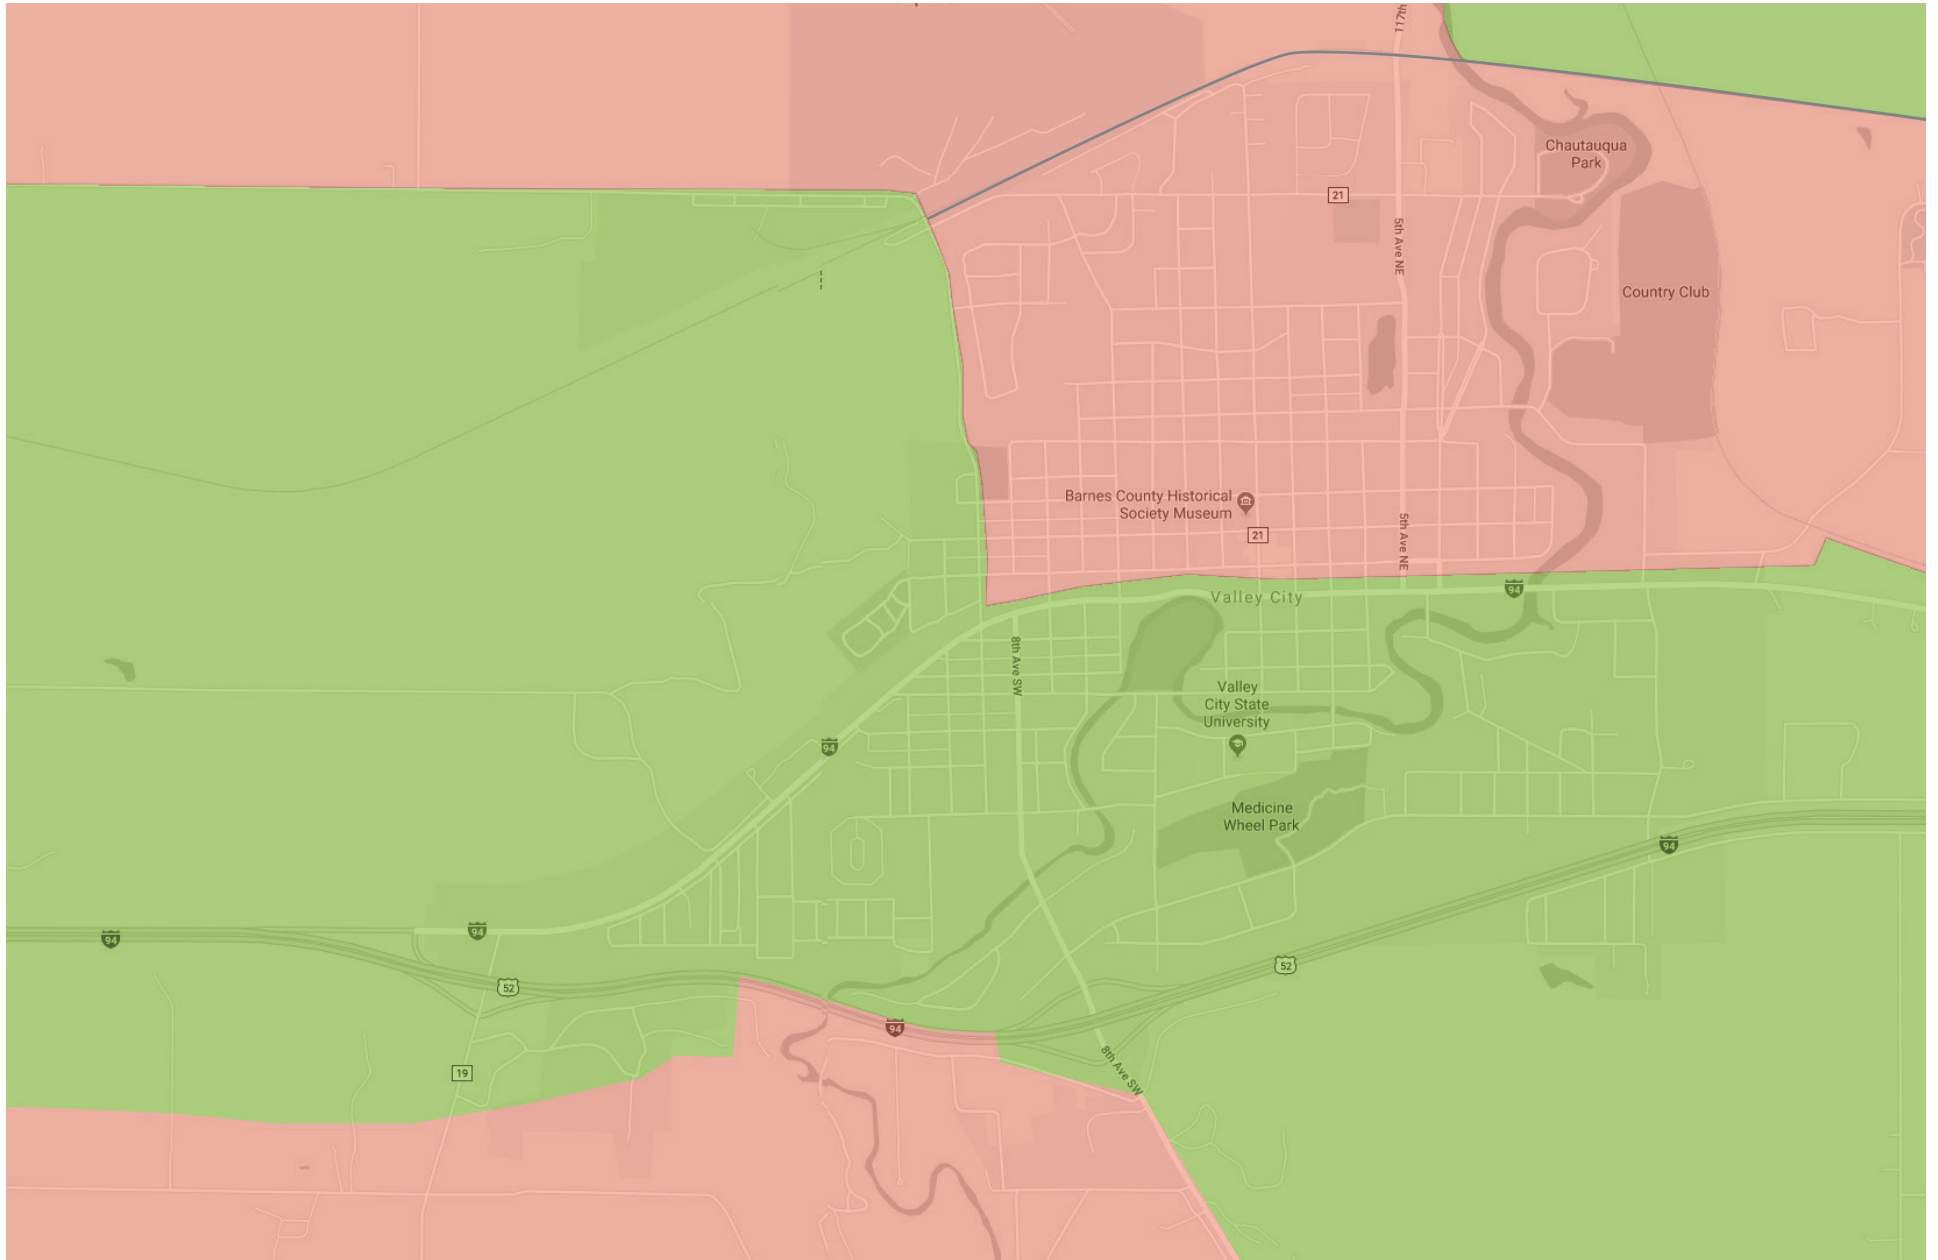 117th
Chautauqua
Park
21
5th Ave NE
Country Club
Barnes County Historical
Society Museum
21
5th Ave NE
94
Valley City
8th Ave SW
Valley
City State
University
94
Medicine
Wheel Park
94
94
94
52
52
94
19
8th Ave SW